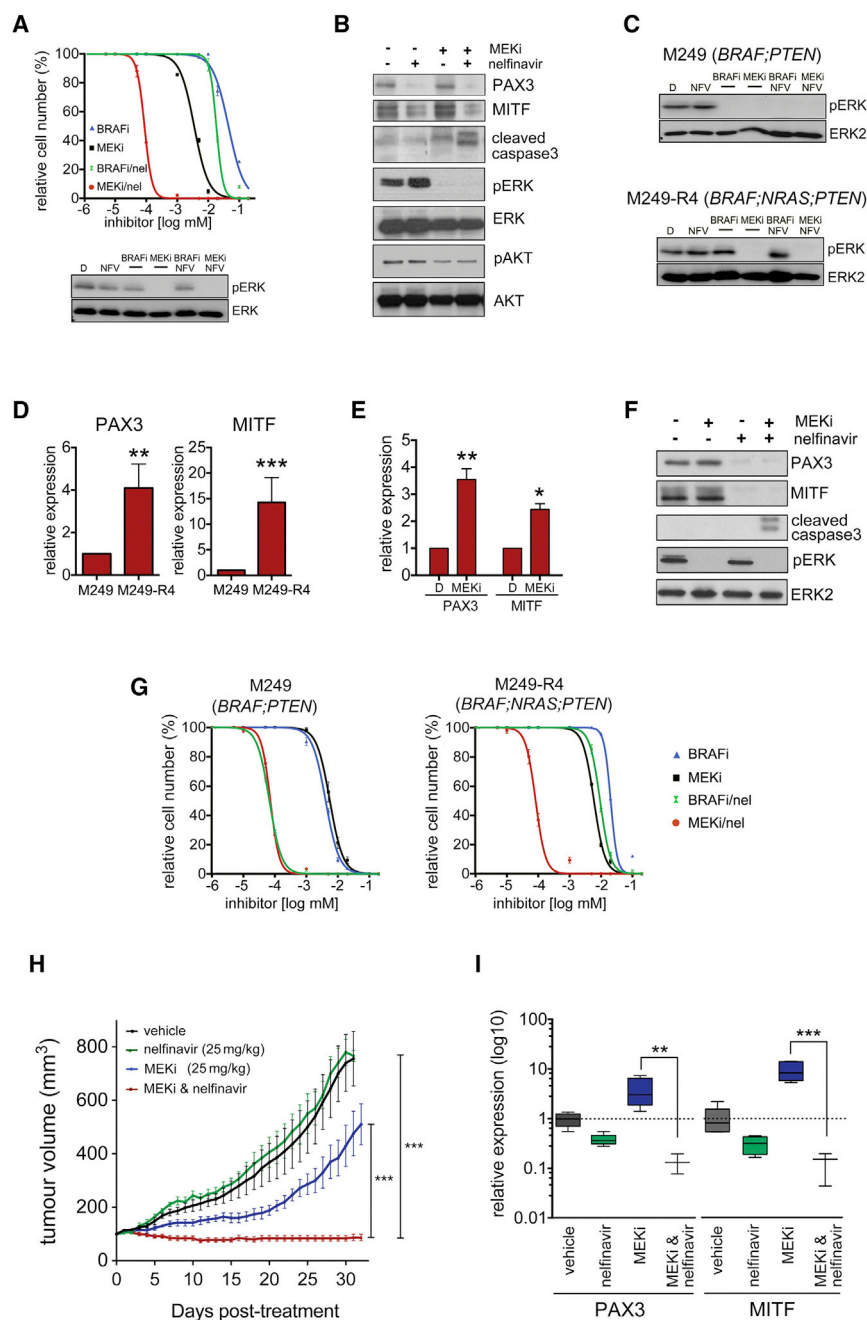 A
relative cell number (%)
100
80
60
40
20
0
BRAFi
MEKi
BRAFi/nel
MEKi/nel
-6 -5 -4 -3 -2 -1 0
inhibitor [log mM]
D NFV BRAFi — MEKi — BRAFi NFV MEKi NFV
pERK
ERK
B
- - + + MEKi
- + - + nelfinavir
PAX3
MITF
cleaved
caspase3
pERK
ERK
pAKT
AKT
C
M249 (BRAF;PTEN)
D NFV BRAFi — MEKi — BRAFi NFV MEKi NFV
pERK
ERK2
M249-R4 (BRAF;NRAS;PTEN)
D NFV BRAFi — MEKi — BRAFi NFV MEKi NFV
pERK
ERK2
D
PAX3
relative expression
6
4
2
0
**
M249 M249-R4
MITF
relative expression
25
20
15
10
5
0
***
M249 M249-R4
E
relative expression
5
4
3
2
1
0
**
*
D MEKi D MEKi
PAX3 MITF
F
- + - + MEKi
- - + + nelfinavir
PAX3
MITF
cleaved
caspase3
pERK
ERK2
G
M249
(BRAF;PTEN)
relative cell number (%)
100
80
60
40
20
0
-6 -5 -4 -3 -2 -1
inhibitor [log mM]
M249-R4
(BRAF;NRAS;PTEN)
relative cell number (%)
100
80
60
40
20
0
-6 -5 -4 -3 -2 -1 0
inhibitor [log mM]
BRAFi
MEKi
BRAFi/nel
MEKi/nel
H
tumour volume (mm3)
800
600
400
200
0
vehicle
nelfinavir (25 mg/kg)
MEKi (25 mg/kg)
MEKi & nelfinavir
***
***
0 5 10 15 20 25 30
Days post-treatment
I
relative expression (log10)
100
10
1
0.1
0.01
**
***
vehicle
nelfinavir
MEKi
MEKi &
nelfinavir
vehicle
nelfinavir
MEKi
MEKi &
nelfinavir
PAX3 MITF